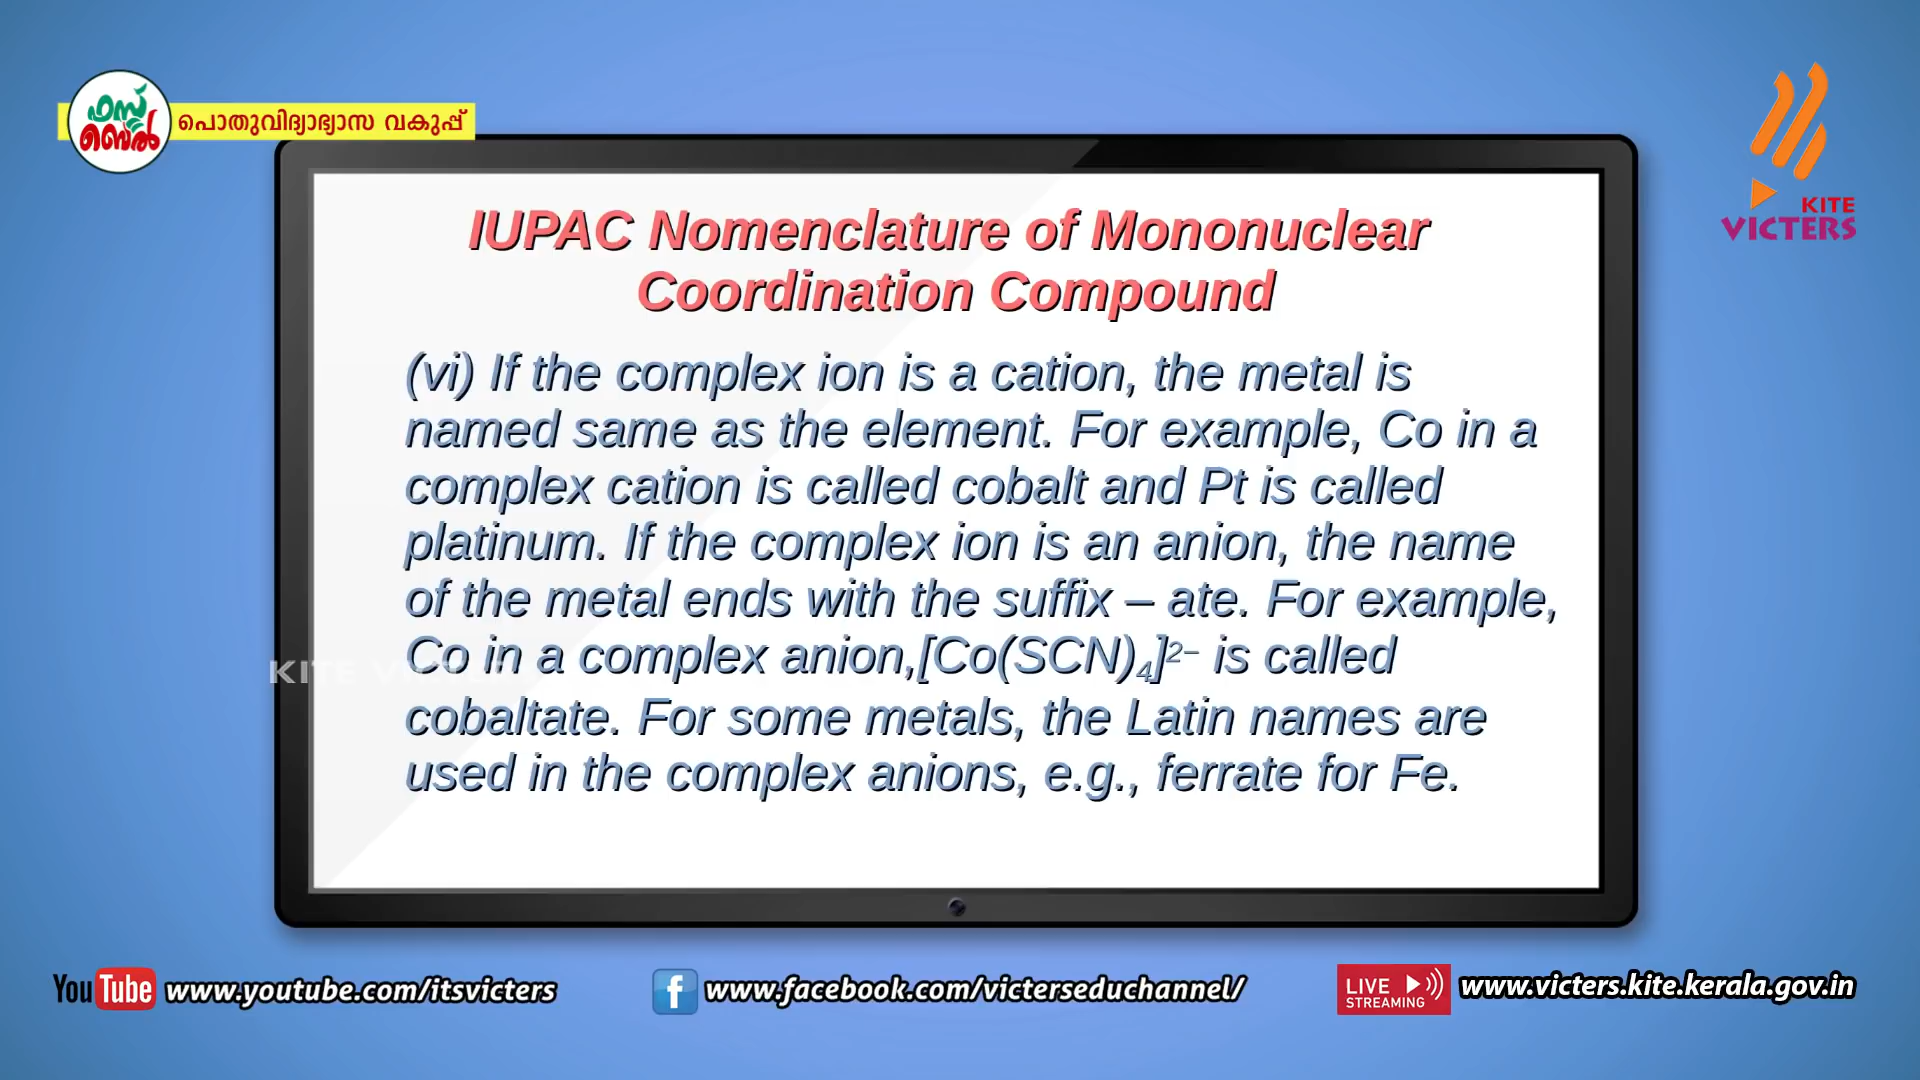 ഫസ്റ്റ്
ബെൽ
പൊതുവിദ്യാഭ്യാസ വകുപ്പ്
KITE
VICTERS
IUPAC Nomenclature of Mononuclear
Coordination Compound
(vi) If the complex ion is a cation, the metal is
named same as the element. For example, Co in a
complex cation is called cobalt and Pt is called
platinum. If the complex ion is an anion, the name
of the metal ends with the suffix – ate. For example,
Co in a complex anion,[Co(SCN)₄]²⁻ is called
cobaltate. For some metals, the Latin names are
used in the complex anions, e.g., ferrate for Fe.
KITE VICTE
YouTube www.youtube.com/itsvicters
f www.facebook.com/victerseduchannel/
LIVE
STREAMING
www.victers.kite.kerala.gov.in